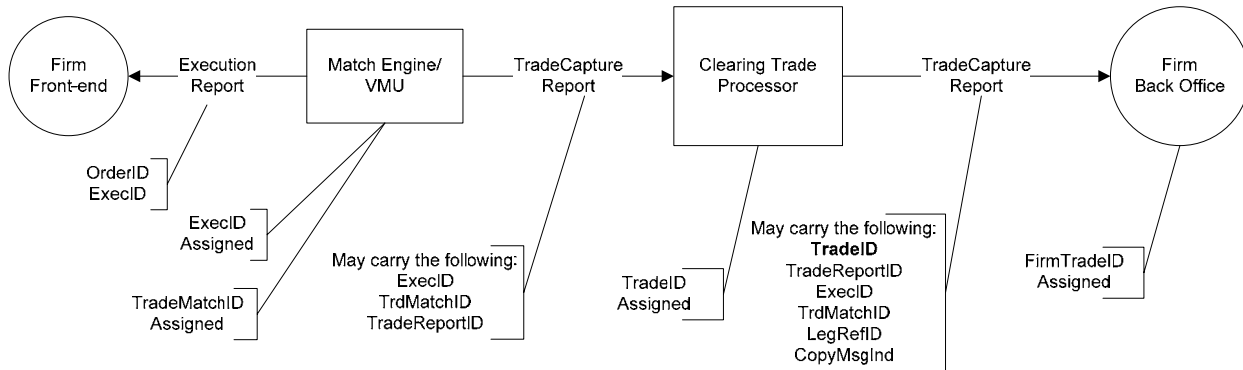 Firm
Front-end
Execution
Report
Match Engine/
VMU
TradeCapture
Report
Clearing Trade
Processor
TradeCapture
Report
Firm
Back Office
OrderID
ExecID
ExecID
Assigned
TradeMatchID
Assigned
May carry the following:
ExecID
TrdMatchID
TradeReportID
TradeID
Assigned
May carry the following:
TradeID
TradeReportID
ExecID
TrdMatchID
LegRefID
CopyMsgInd
FirmTradeID
Assigned